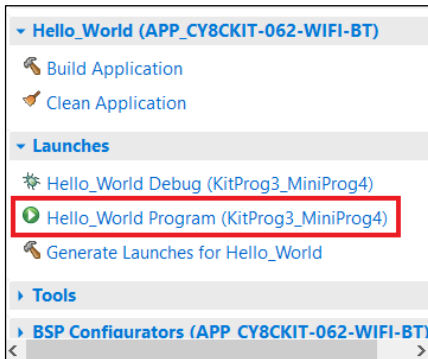 Hello_World (APP_CY8CKIT-062-WIFI-BT)
Build Application
Clean Application
Launches
Hello_World Debug (KitProg3_MiniProg4)
Hello_World Program (KitProg3_MiniProg4)
Generate Launches for Hello_World
Tools
BSP Configurators (APP_CY8CKIT-062-WIFI-BT)